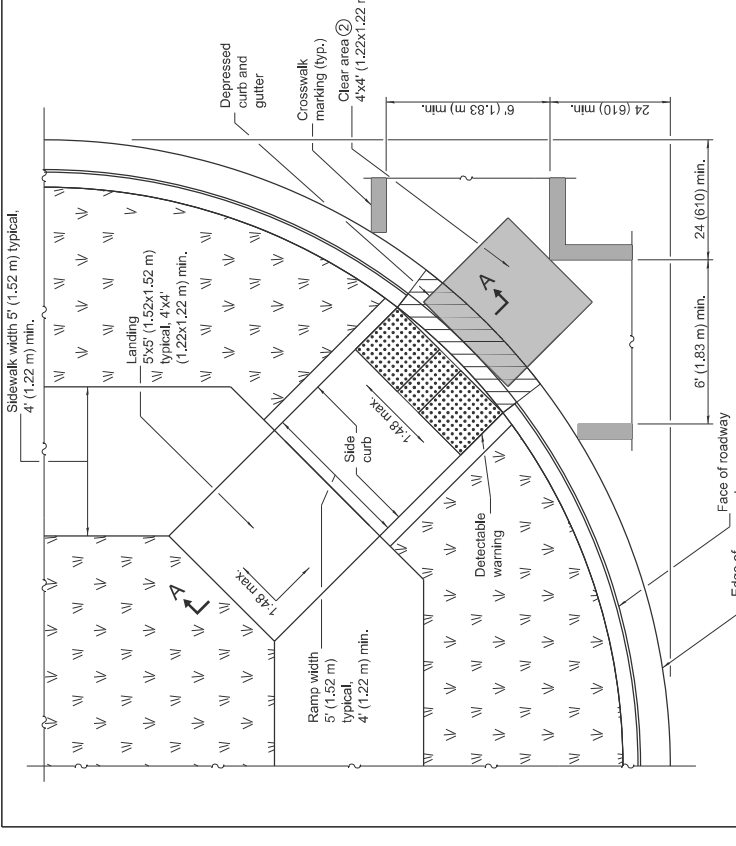 Sidewalk width 5' (1.52 m) typical,
4' (1.22 m) min.
Landing
5'x5' (1.52x1.52 m)
typical, 4'x4'
(1.22x1.22 m) min.
Depressed
curb and
gutter
Crosswalk
marking (typ.)
Clear area 2
4'x4' (1.22x1.22 m
6' (1.83 m) min.
24 (610) min.
A
1:48 max.
Side
curb
1:48 max.
A
Ramp width
5' (1.52 m)
typical,
4' (1.22 m) min.
Detectable
warning
6' (1.83 m) min.
24 (610) min.
Face of roadway
Edge of